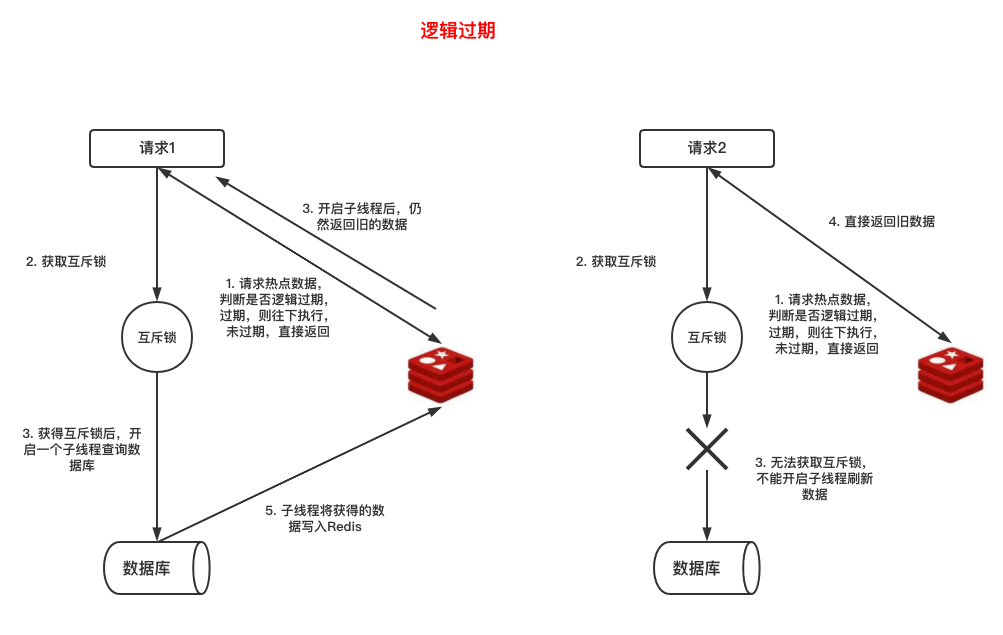 逻辑过期
请求1
3. 开启子线程后，仍
然返回旧的数据
2. 获取互斥锁
1. 请求热点数据，
判断是否逻辑过期，
过期，则往下执行，
未过期，直接返回
互斥锁
3. 获得互斥锁后，开
启一个子线程查询数
据库
5. 子线程将获得的数
据写入Redis
数据库
请求2
4. 直接返回旧数据
2. 获取互斥锁
1. 请求热点数据，
判断是否逻辑过期，
过期，则往下执行，
未过期，直接返回
互斥锁
3. 无法获取互斥锁，
不能开启子线程刷新
数据
数据库